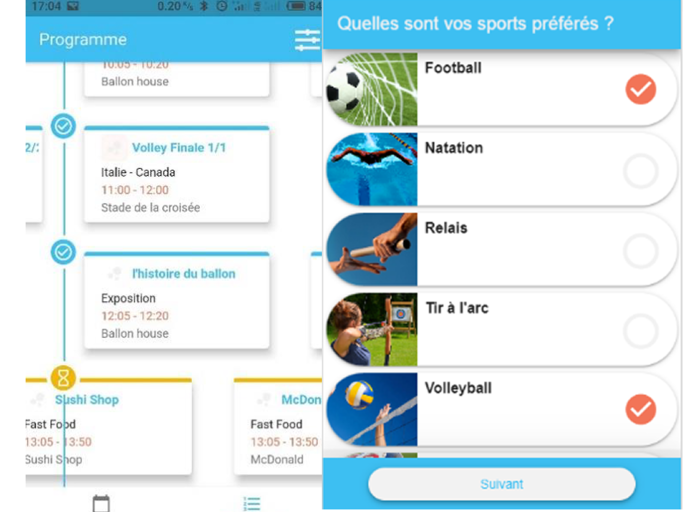 17:04
0.20 % 84
Programme
10:05 - 10:20
Ballon house
Volley Finale 1/1
Italie - Canada
11:00 - 12:00
Stade de la croisée
l'histoire du ballon
Exposition
12:05 - 12:20
Ballon house
Sushi Shop
Fast Food
13:05 - 13:50
Sushi Shop
McDon
Fast Food
13:05 - 13:50
McDonald
Quelles sont vos sports préférés ?
Football
Natation
Relais
Tir à l'arc
Volleyball
Suivant